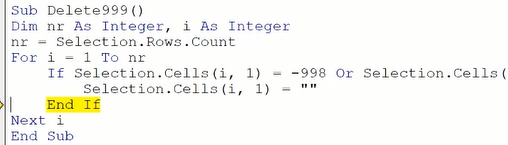 Sub Delete999()
Dim nr As Integer, i As Integer
nr = Selection.Rows.Count
For i = 1 To nr
If Selection.Cells(i, 1) = -998 Or Selection.Cells(
Selection.Cells(i, 1) = ""
End If
Next i
End Sub